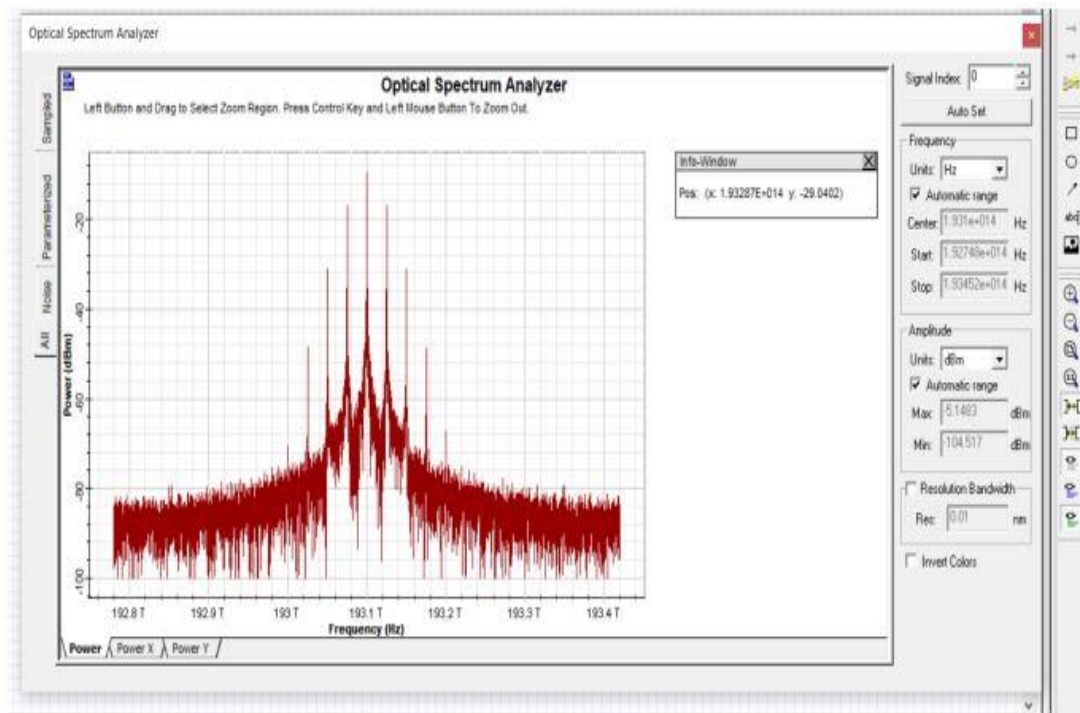 Optical Spectrum Analyzer
Optical Spectrum Analyzer
Left Button and Drag to Select Zoom Region. Press Control Key and Left Mouse Button To Zoom Out.
Sampled
Parameterized
Noise
All
Power (dBm)
-20
-40
-60
-80
-100
192.8 T
192.9 T
193 T
193.1 T
193.2 T
193.3 T
193.4 T
Frequency (Hz)
Power
Power X
Power Y
Info-Window
X
Pos: (x: 1.93287E+014 y: -29.0402)
Signal Index: 0
Auto Set
Frequency
Units: Hz
Automatic range
Center: 1.931e+014 Hz
Start: 1.92748e+014 Hz
Stop: 1.93452e+014 Hz
Amplitude
Units: dBm
Automatic range
Max: -5.1483 dBm
Min: -104.517 dBm
Resolution Bandwidth
Res: 0.01 nm
Invert Colors